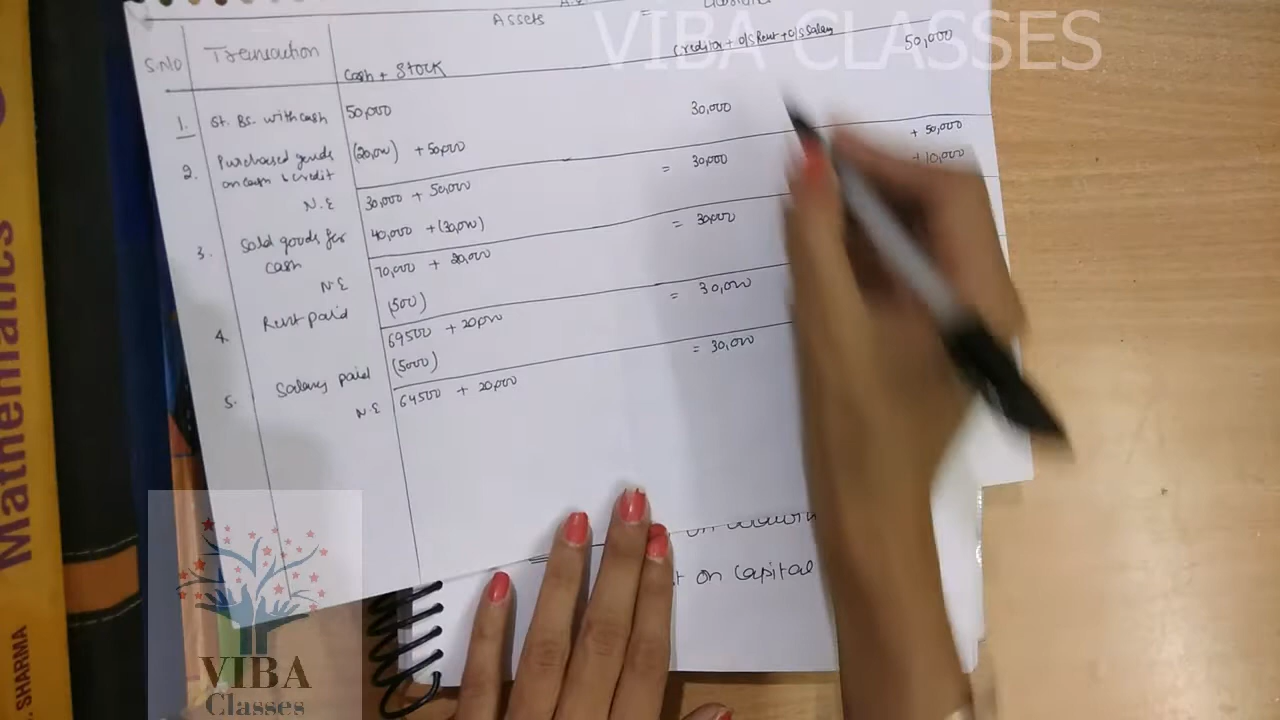 VIBA CLASSES
Assets =
S.No Transaction Cash + Stock Creditor + O/S Rent + O/S Salary 50,000
1. St. Bs. with cash 50,000
2. Purchased goods on cash & credit (20,000) + 50,000 30,000
N.E 30,000 + 50,000 = 30,000 + 50,000
3. Sold goods for cash 40,000 + (30,000) + 10,000
N.E 70,000 + 20,000 = 30,000
4. Rent paid (500)
69500 + 20,000 = 30,000
5. Salary paid (5000)
N.E 64500 + 20,000 = 30,000
on Capital
Mathematics
. SHARMA
VIBA
Classes